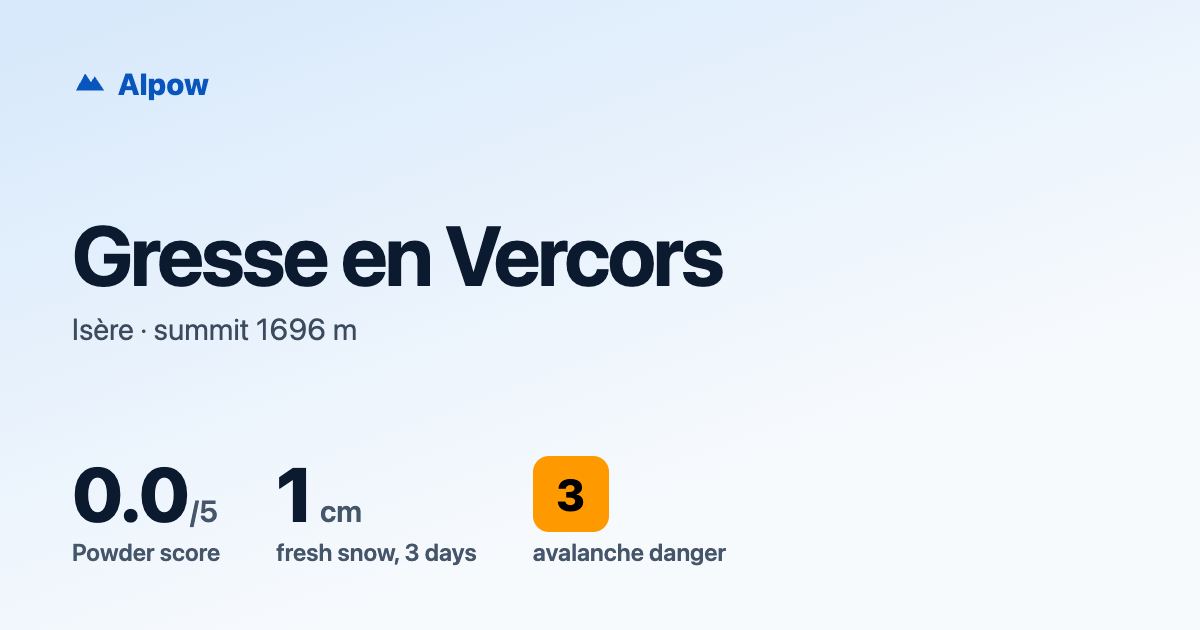 Alpow
Gresse en Vercors
Isère · summit 1696 m
0.0/5 1 cm 3
Powder score fresh snow, 3 days avalanche danger